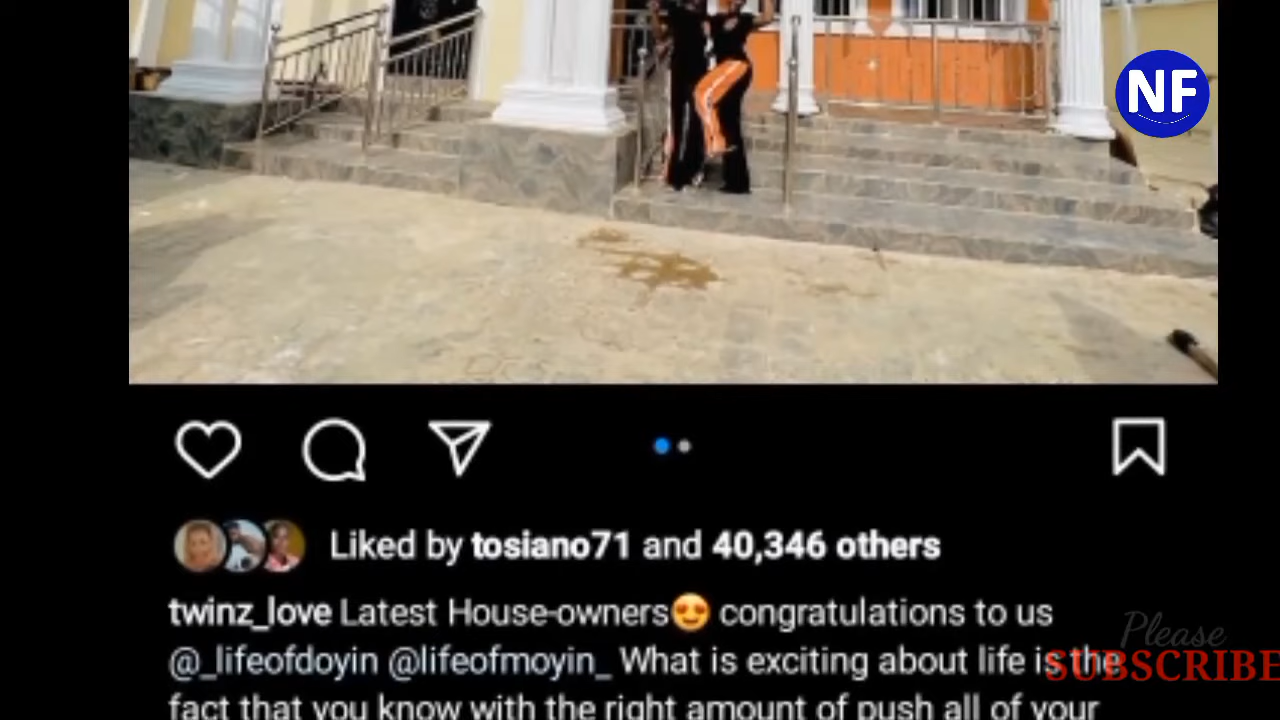 NF
Liked by tosiano71 and 40,346 others
twinz_love Latest House-owners😍 congratulations to us
@_lifeofdoyin @lifeofmoyin_ What is exciting about life is the
fact that you know with the right amount of push all of your
Please
SUBSCRIBE